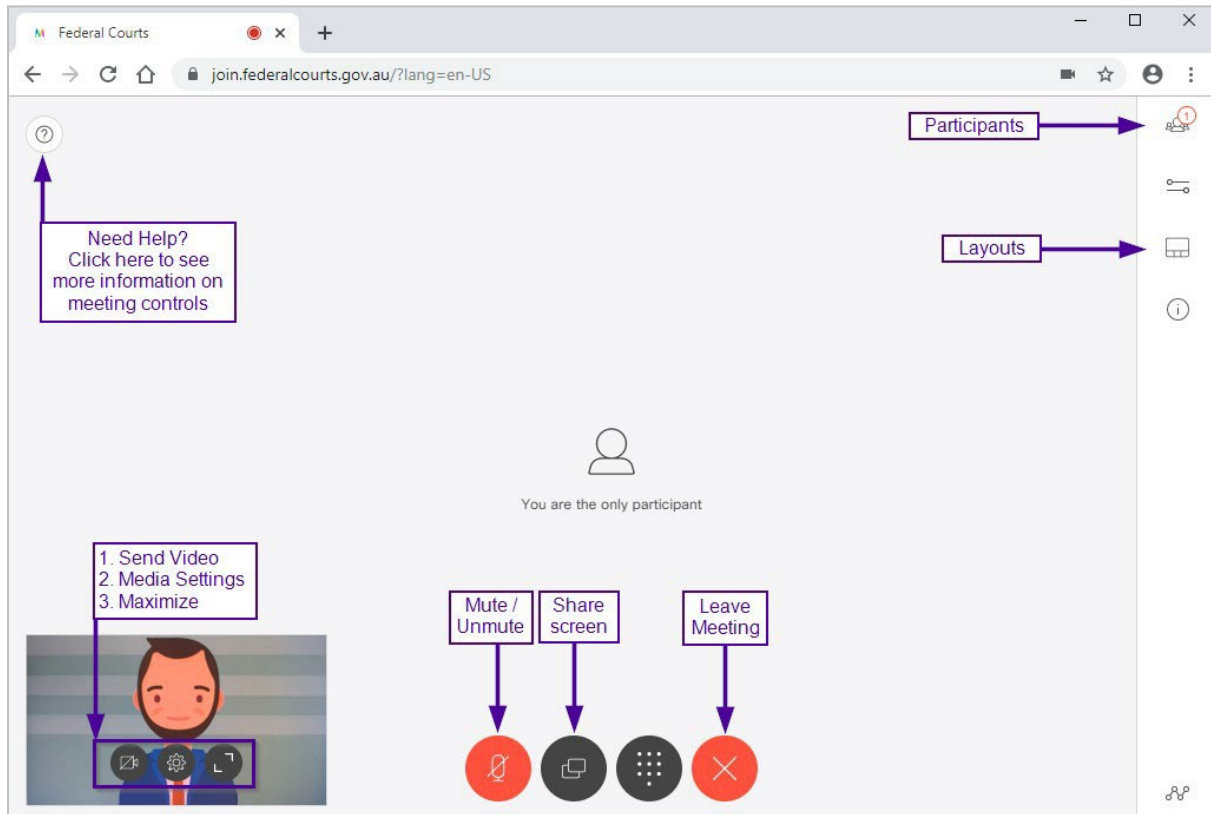 Federal Courts
join.federalcourts.gov.au/?lang=en-US
Participants
1
Need Help?
Click here to see
more information on
meeting controls
Layouts
You are the only participant
1. Send Video
2. Media Settings
3. Maximize
Mute /
Unmute
Share
screen
Leave
Meeting